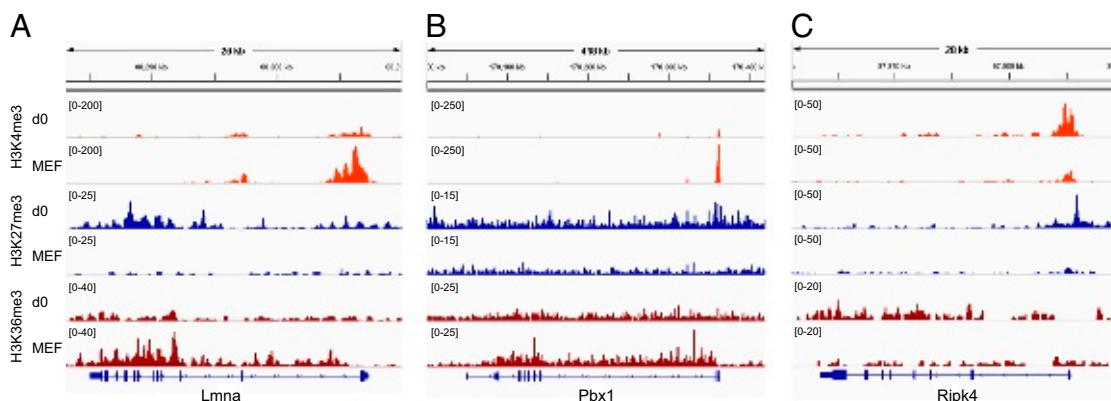 A B C
20 kb 418 kb 20 kb
H3K4me3 d0 [0-200] [0-250] [0-50]
MEF [0-200] [0-250] [0-50]
H3K27me3 d0 [0-25] [0-15] [0-50]
MEF [0-25] [0-15] [0-50]
H3K36me3 d0 [0-40] [0-25] [0-20]
MEF [0-40] [0-25] [0-20]
Lmna Pbx1 Ripk4